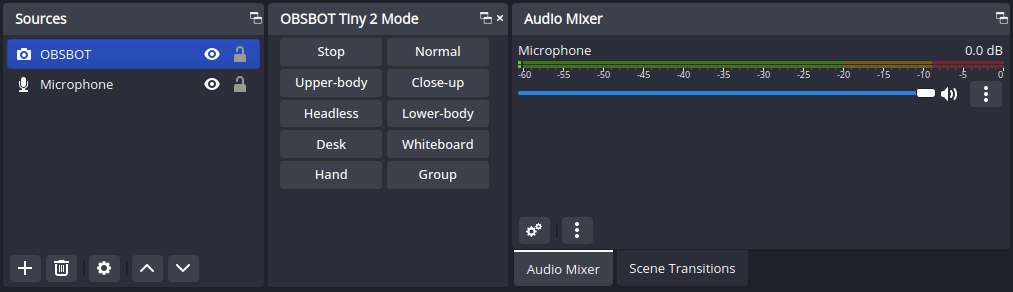 Sources
OBSBOT
Microphone
OBSBOT TIny 2 Mode
Stop Normal
Upper-body Close-up
Headless Lower-body
Desk Whiteboard
Hand Group
Audio Mixer
Microphone 0.0 dB
-60 -55 -50 -45 -40 -35 -30 -25 -20 -15 -10 -5 0
Audio Mixer Scene Transitions